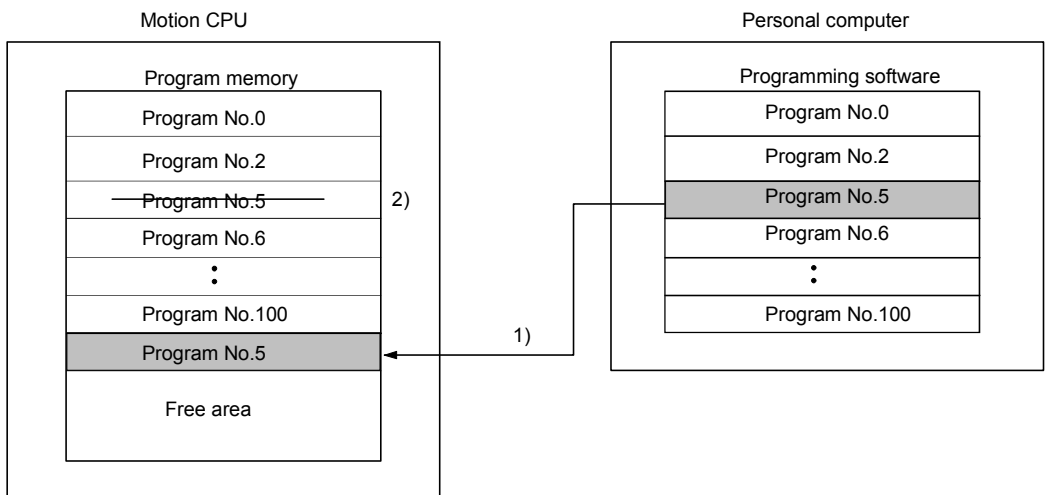 Motion CPU
Program memory
Program No.0
Program No.2
Program No.5
2)
Program No.6
Program No.100
Program No.5
Free area
1)
Personal computer
Programming software
Program No.0
Program No.2
Program No.5
Program No.6
Program No.100